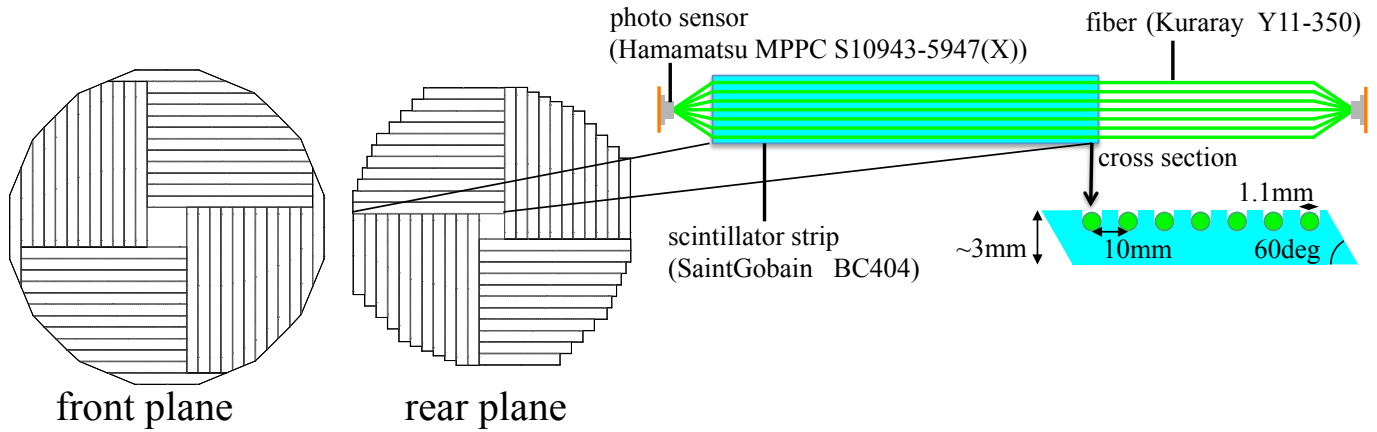 photo sensor
(Hamamatsu MPPC S10943-5947(X))
fiber (Kuraray Y11-350)
cross section
1.1mm
scintillator strip
(SaintGobain BC404)
~3mm
10mm
60deg
front plane
rear plane